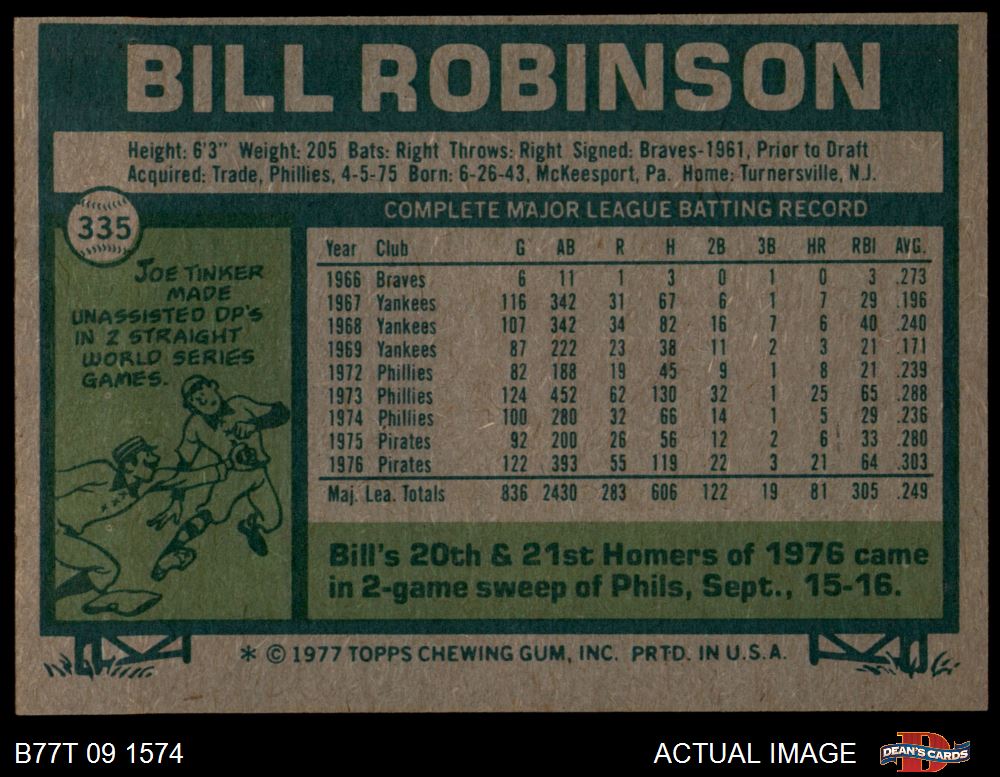 BILL ROBINSON
Height: 6'3" Weight: 205 Bats: Right Throws: Right Signed: Braves-1961, Prior to Draft
Acquired: Trade, Phillies, 4-5-75 Born: 6-26-43, McKeesport, Pa. Home: Turnersville, N.J.
335
JOE TINKER
MADE
UNASSISTED DP'S
IN 2 STRAIGHT
WORLD SERIES
GAMES.
COMPLETE MAJOR LEAGUE BATTING RECORD
Year Club G AB R H 2B 3B HR RBI AVG.
1966 Braves 6 11 1 3 0 1 0 3 .273
1967 Yankees 116 342 31 67 6 1 7 29 .196
1968 Yankees 107 342 34 82 16 7 6 40 .240
1969 Yankees 87 222 23 38 11 2 3 21 .171
1972 Phillies 82 188 19 45 9 1 8 21 .239
1973 Phillies 124 452 62 130 32 1 25 65 .288
1974 Phillies 100 280 32 66 14 1 5 29 .236
1975 Pirates 92 200 26 56 12 2 6 33 .280
1976 Pirates 122 393 55 119 22 3 21 64 .303
Maj. Lea. Totals 836 2430 283 606 122 19 81 305 .249
Bill's 20th & 21st Homers of 1976 came
in 2-game sweep of Phils, Sept., 15-16.
* © 1977 TOPPS CHEWING GUM, INC. PRTD. IN U.S.A.
B77T 09 1574
ACTUAL IMAGE
DEAN'S CARDS